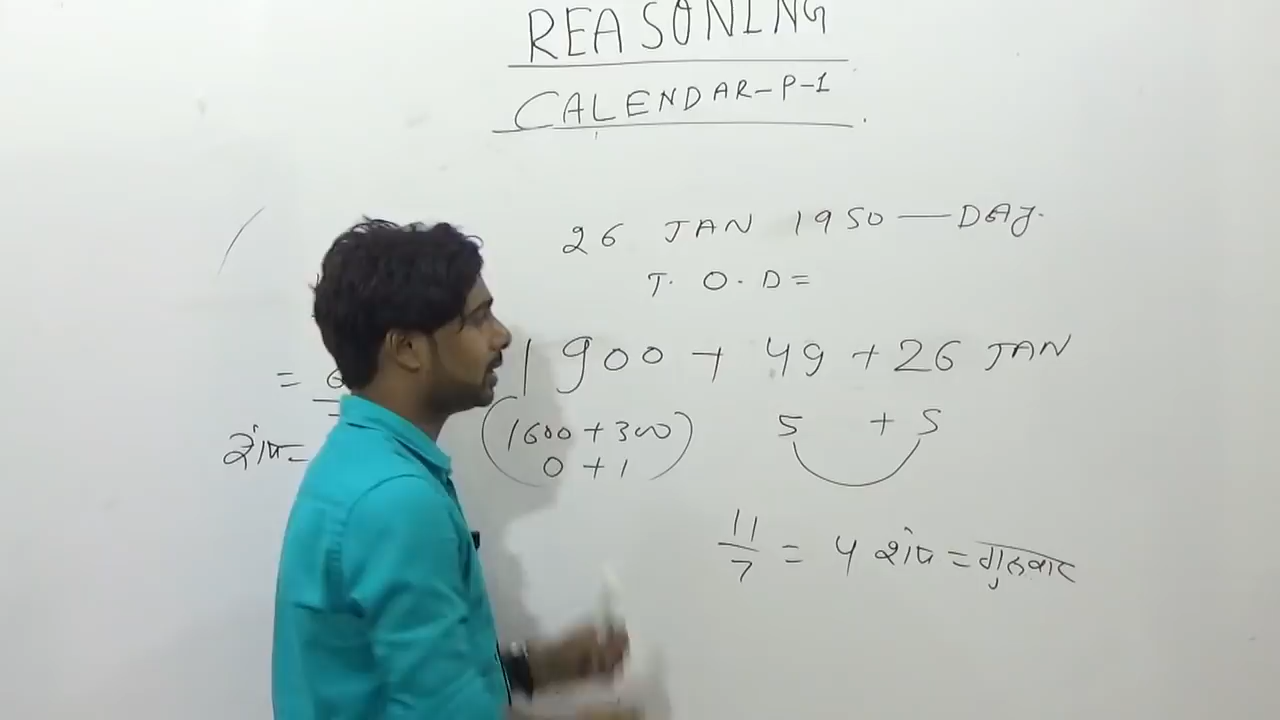 REASONING
CALENDAR-P-1
26 JAN 1950 — DAY.
T. O. D =
1900 + 49 + 26 JAN
=
(1600 + 300) 5 + 5
0 + 1
शेष =
11/7 = 4 शेष = गुरुवार